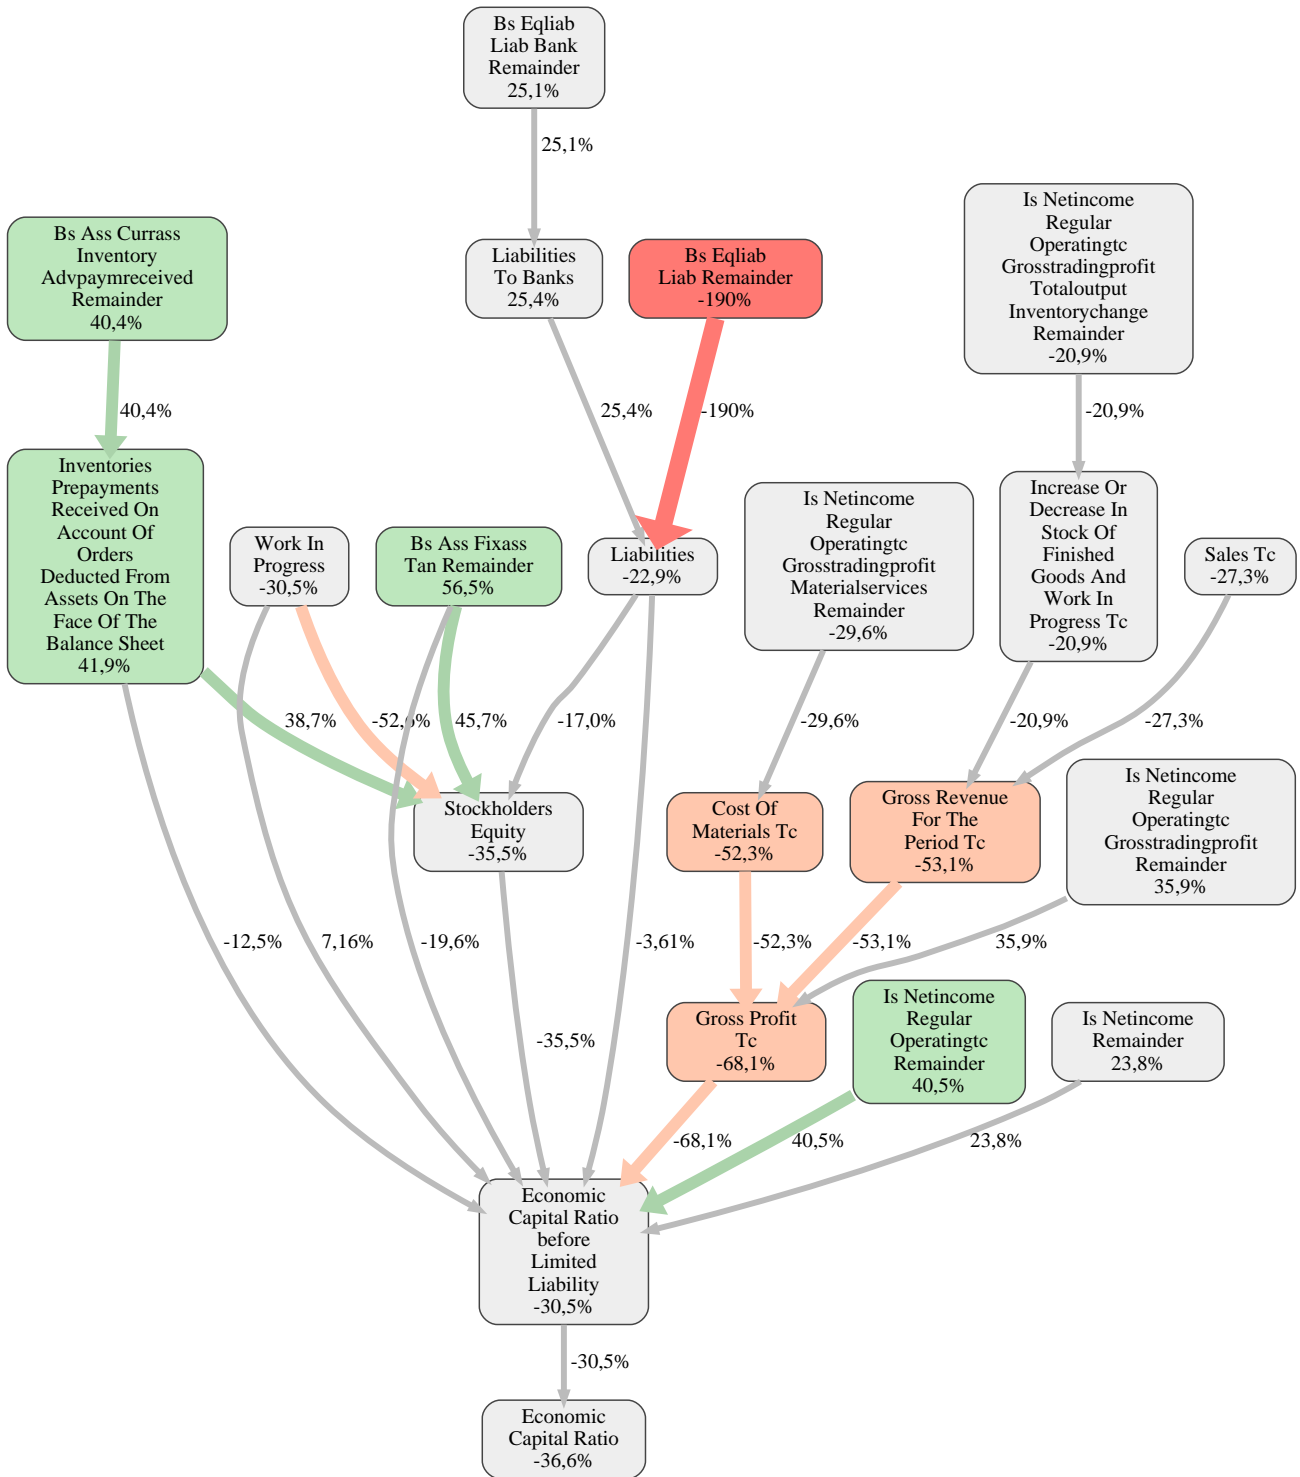 Bs Eqliab
Liab Bank
Remainder
25,1%
25,1%
Is Netincome
Regular
Operatingtc
Grosstradingprofit
Totaloutput
Inventorychange
Remainder
-20,9%
Bs Ass Currass
Inventory
Advpaymreceived
Remainder
40,4%
Liabilities
To Banks
25,4%
Bs Eqliab
Liab Remainder
-190%
40,4%
25,4%
-190%
-20,9%
Inventories
Prepayments
Received On
Account Of
Orders
Deducted From
Assets On The
Face Of The
Balance Sheet
41,9%
Work In
Progress
-30,5%
Bs Ass Fixass
Tan Remainder
56,5%
Liabilities
-22,9%
Is Netincome
Regular
Operatingtc
Grosstradingprofit
Materialservices
Remainder
-29,6%
Increase Or
Decrease In
Stock Of
Finished
Goods And
Work In
Progress Tc
-20,9%
Sales Tc
-27,3%
38,7%
-52,6%
45,7%
-17,0%
-29,6%
-20,9%
-27,3%
Stockholders
Equity
-35,5%
Cost Of
Materials Tc
-52,3%
Gross Revenue
For The
Period Tc
-53,1%
Is Netincome
Regular
Operatingtc
Grosstradingprofit
Remainder
35,9%
-12,5%
7,16%
-19,6%
-3,61%
-52,3%
-53,1%
35,9%
-35,5%
Gross Profit
Tc
-68,1%
Is Netincome
Regular
Operatingtc
Remainder
40,5%
Is Netincome
Remainder
23,8%
-68,1%
40,5%
23,8%
Economic
Capital Ratio
before
Limited
Liability
-30,5%
-30,5%
Economic
Capital Ratio
-36,6%